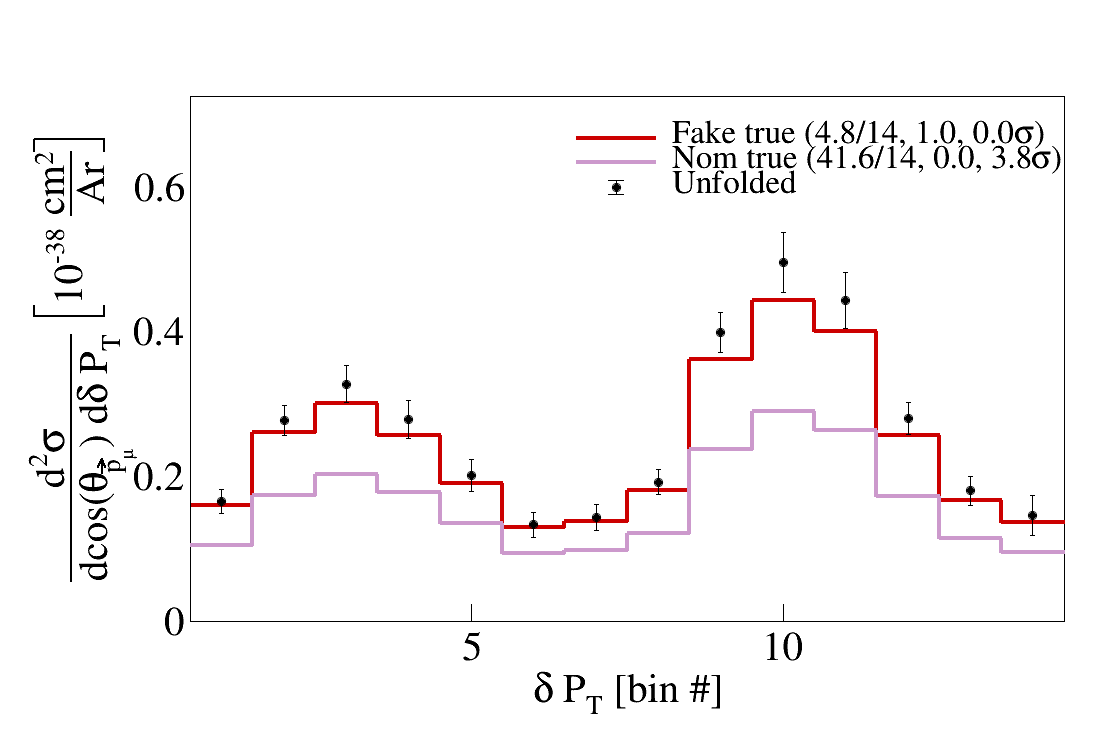 Fake true (4.8/14, 1.0, 0.0σ)
Nom true (41.6/14, 0.0, 3.8σ)
Unfolded
d²σ
dcos(θ p⃗ μ ) dδ P_T
[10⁻³⁸ cm²
Ar]
0.6
0.4
0.2
0
5
10
δ P_T [bin #]